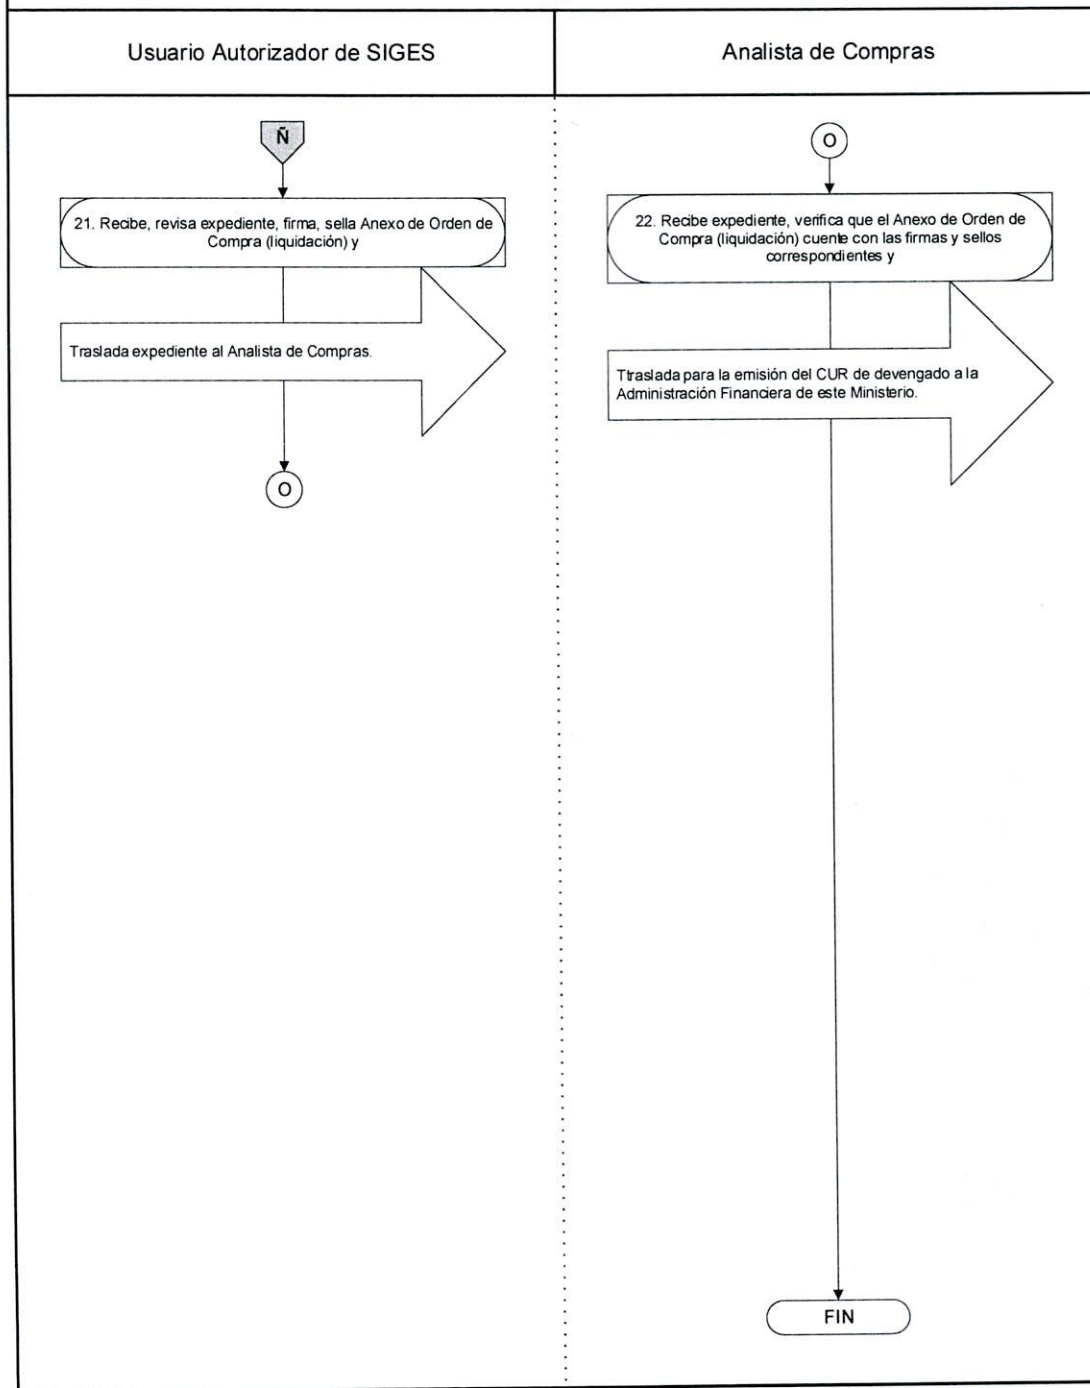 Usuario Autorizador de SIGES
Analista de Compras
Ñ
21. Recibe, revisa expediente, firma, sella Anexo de Orden de
Compra (liquidación) y
Traslada expediente al Analista de Compras.
O
O
22. Recibe expediente, verifica que el Anexo de Orden de
Compra (liquidación) cuente con las firmas y sellos
correspondientes y
Ttraslada para la emisión del CUR de devengado a la
Administración Financiera de este Ministerio.
FIN